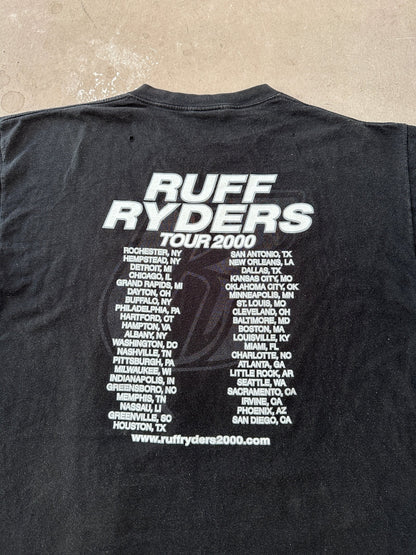 RUFF
RYDERS
TOUR 2000
ROCHESTER, NY
HEMPSTEAD, NY
DETROIT, MI
CHICAGO, IL
GRAND RAPIDS, MI
DAYTON, OH
BUFFALO, NY
PHILADELPHIA, PA
HARTFORD, CT
HAMPTON, VA
ALBANY, NY
WASHINGTON, DC
NASHVILLE, TN
PITTSBURGH, PA
MILWAUKEE, WI
INDIANAPOLIS, IN
GREENSBORO, NC
MEMPHIS, TN
NASSAU, LI
GREENVILLE, SC
HOUSTON, TX
SAN ANTONIO, TX
NEW ORLEANS, LA
DALLAS, TX
KANSAS CITY, MO
OKLAHOMA CITY, OK
MINNEAPOLIS, MN
ST. LOUIS, MO
CLEVELAND, OH
BALTIMORE, MD
BOSTON, MA
LOUISVILLE, KY
MIAMI, FL
CHARLOTTE, NC
ATLANTA, GA
LITTLE ROCK, AR
SEATTLE, WA
SACRAMENTO, CA
IRVINE, CA
PHOENIX, AZ
SAN DIEGO, CA
www.ruffryders2000.com